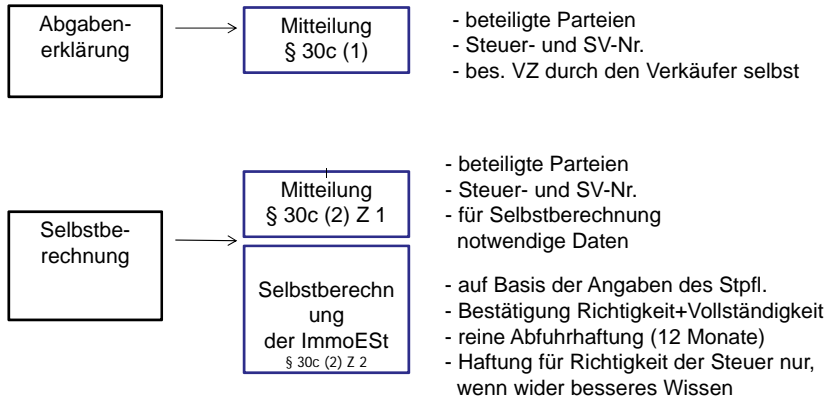 Abgaben-
erklärung
Mitteilung
§ 30c (1)
- beteiligte Parteien
- Steuer- und SV-Nr.
- bes. VZ durch den Verkäufer selbst
Selbstbe-
rechnung
Mitteilung
§ 30c (2) Z 1
- beteiligte Parteien
- Steuer- und SV-Nr.
- für Selbstberechnung
notwendige Daten
Selbstberechn
ung
der ImmoESt
§ 30c (2) Z 2
- auf Basis der Angaben des Stpfl.
- Bestätigung Richtigkeit+Vollständigkeit
- reine Abfuhrhaftung (12 Monate)
- Haftung für Richtigkeit der Steuer nur,
wenn wider besseres Wissen